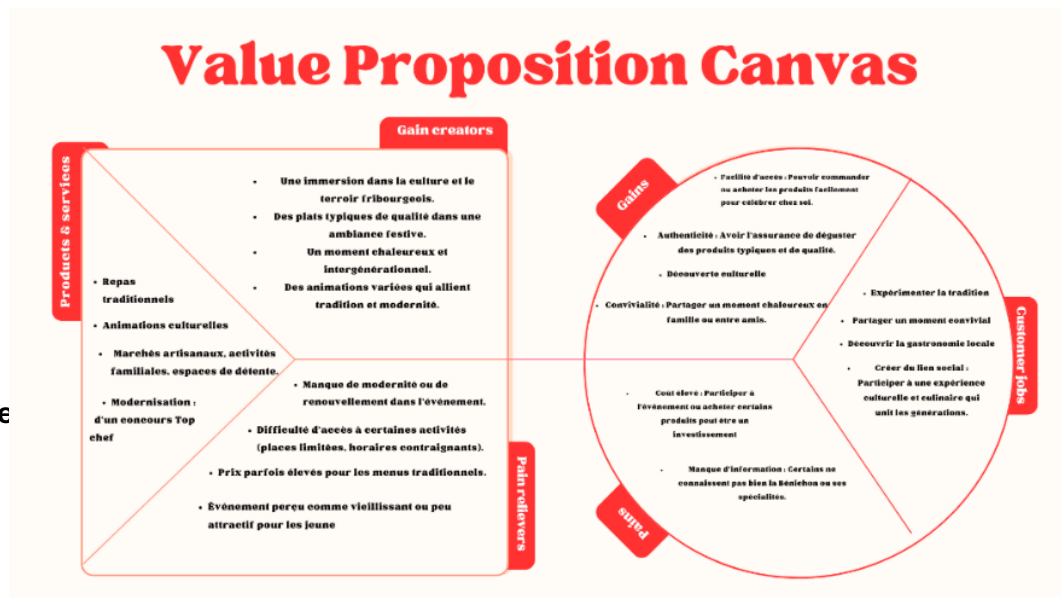 Value Proposition Canvas
Gain creators
Products & services
Une immersion dans la culture et le
terroir fribourgeois.
Des plats typiques de qualité dans une
ambiance festive.
Un moment chaleureux et
intergénérationnel.
Des animations variées qui allient
tradition et modernité.
Repas
traditionnels
Animations culturelles
Marchés artisanaux, activités
familiales, espaces de détente.
Modernisation :
d'un concours Top
chef
e
Manque de modernité ou de
renouvellement dans l'événement.
Difficulté d'accès à certaines activités
(places limitées, horaires contraignants).
Prix parfois élevés pour les menus traditionnels.
Évènement perçu comme vieillissant ou peu
attractif pour les jeune
Pain relievers
Gains
Facilité d'accès : Pouvoir commander
ou acheter les produits facilement
pour célébrer chez soi.
Authenticité : Avoir l'assurance de déguster
des produits typiques et de qualité.
Découverte culturelle
Convivialité : Partager un moment chaleureux en
famille ou entre amis.
Expérimenter la tradition
Partager un moment convivial
Découvrir la gastronomie locale
Créer du lien social :
Participer à une expérience
culturelle et culinaire qui
unit les générations.
Customer jobs
Coût élevé : Participer à
l'événement ou acheter certains
produits peut être un
investissement
Manque d'information : Certains ne
connaissent pas bien la Bénichon ou ses
spécialités.
Pains